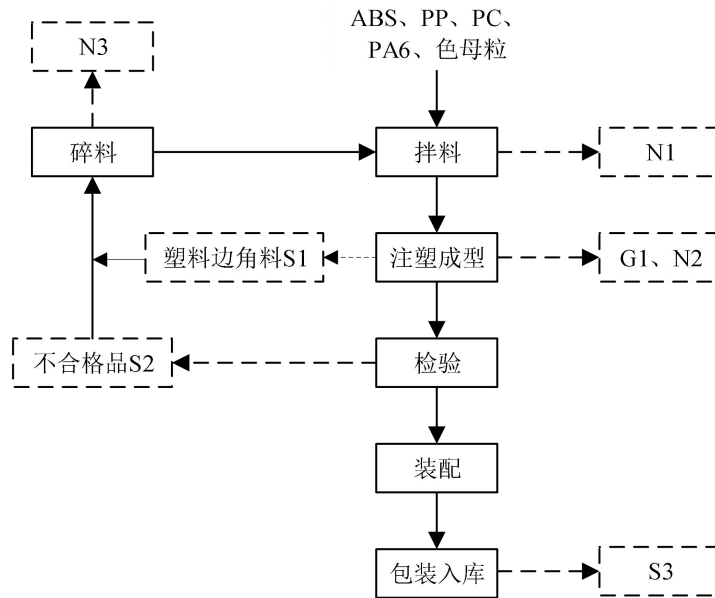 ABS、PP、PC、
PA6、色母粒
N3
碎料
拌料
N1
塑料边角料S1
注塑成型
G1、N2
不合格品S2
检验
装配
包装入库
S3